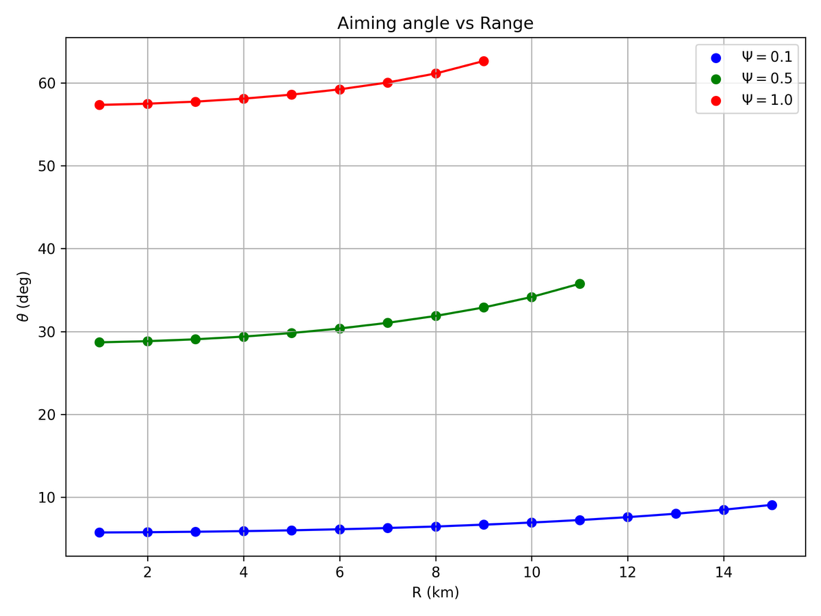 Aiming angle vs Range
Ψ = 0.1
Ψ = 0.5
Ψ = 1.0
60
50
40
30
20
10
θ (deg)
2 4 6 8 10 12 14
R (km)